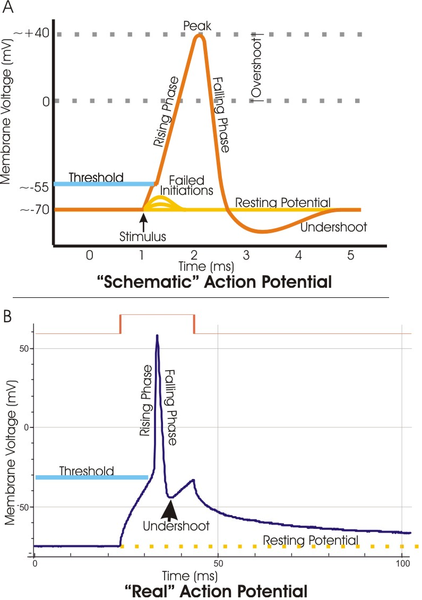 A
Membrane Voltage (mV)
~+40
0
~-55
~-70
Peak
Rising Phase
Falling Phase
|Overshoot|
Threshold
Failed
Initiations
Resting Potential
Stimulus
Undershoot
0 1 2 3 4 5
Time (ms)
“Schematic” Action Potential
B
Membrane Voltage (mV)
50
0
-50
Rising Phase
Falling Phase
Threshold
Undershoot
Resting Potential
0 50 100
Time (ms)
“Real” Action Potential